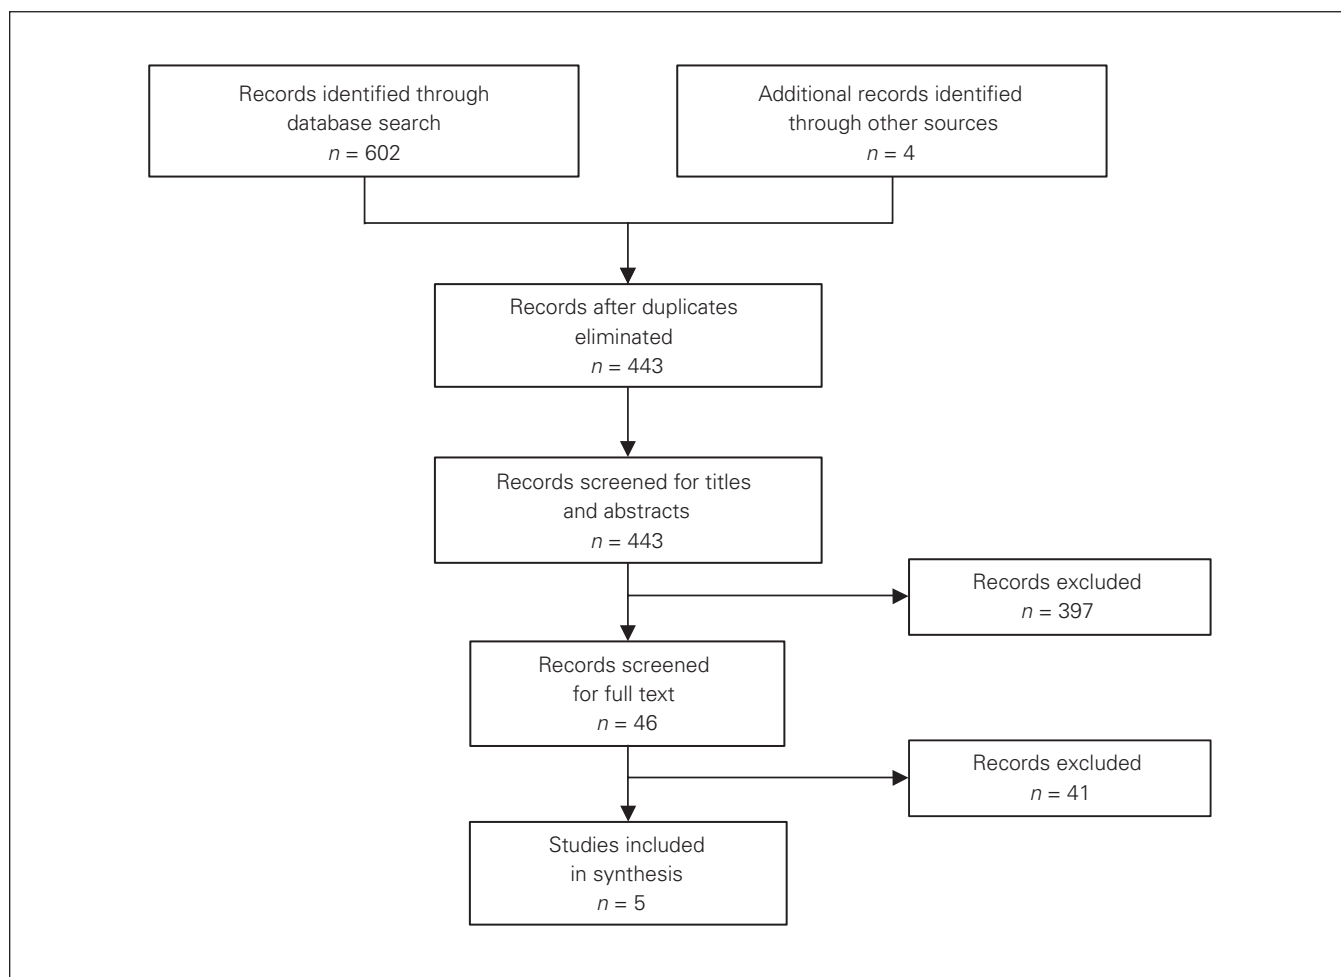 Records identified through
database search
n = 602
Additional records identified
through other sources
n = 4
Records after duplicates
eliminated
n = 443
Records screened for titles
and abstracts
n = 443
Records excluded
n = 397
Records screened
for full text
n = 46
Records excluded
n = 41
Studies included
in synthesis
n = 5